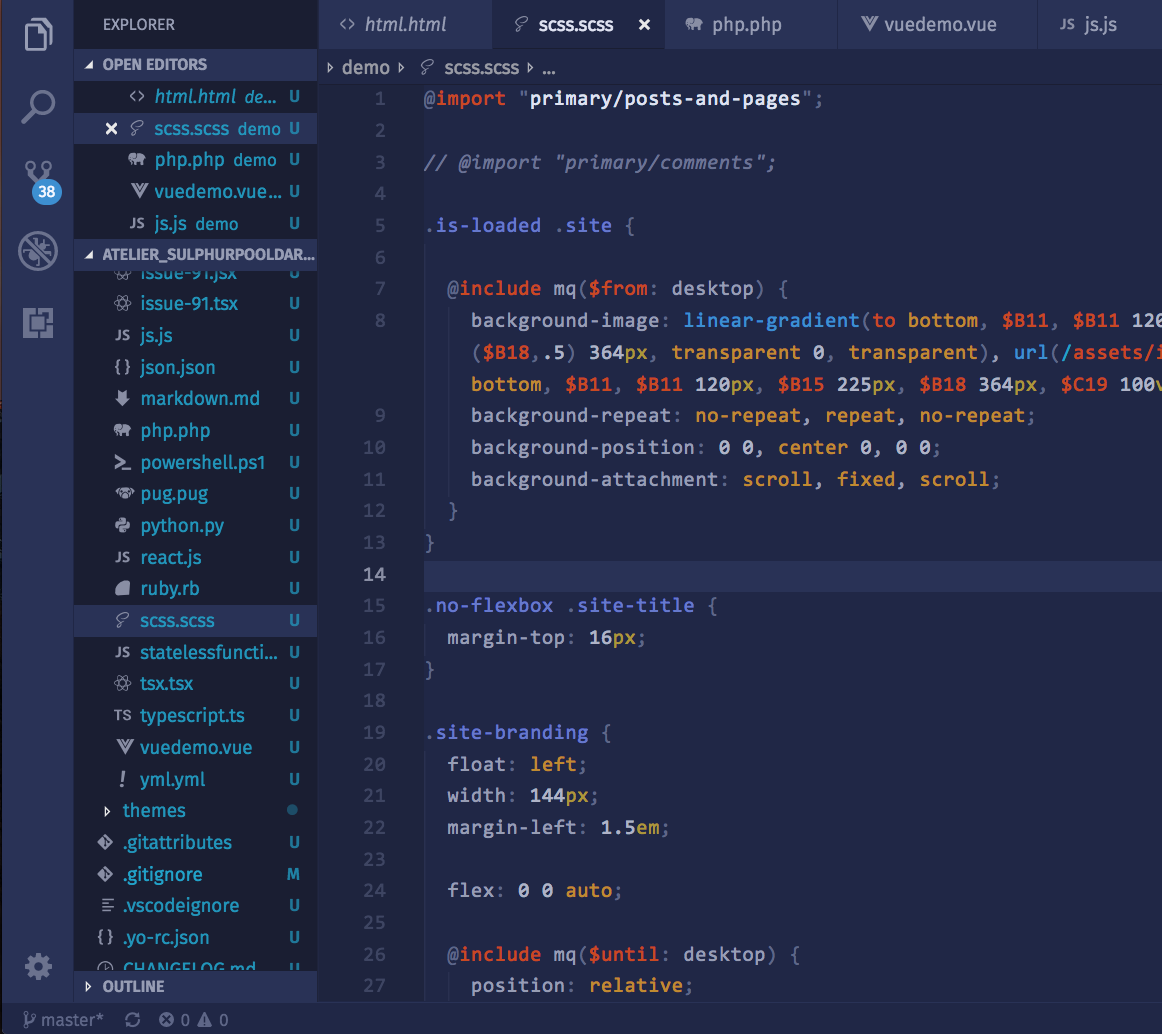 EXPLORER
OPEN EDITORS
<> html.html de... U
scss.scss demo U
php.php demo U
vuedemo.vue... U
JS js.js demo U
ATELIER_SULPHURPOOLDAR...
issue-91.jsx U
issue-91.tsx U
JS js.js U
{} json.json U
markdown.md U
php.php U
powershell.ps1 U
pug.pug U
python.py U
JS react.js U
ruby.rb U
scss.scss U
JS statelessfuncti... U
tsx.tsx U
TS typescript.ts U
vuedemo.vue U
! yml.yml U
themes
.gitattributes U
.gitignore M
.vscodeignore U
{} .yo-rc.json U
CHANGELOG.md U
OUTLINE
38
<> html.html
scss.scss ×
php.php
vuedemo.vue
JS js.js
demo scss.scss ...
1 @import "primary/posts-and-pages";
2
3 // @import "primary/comments";
4
5 .is-loaded .site {
6
7 @include mq($from: desktop) {
8 background-image: linear-gradient(to bottom, $B11, $B11 120
($B18,.5) 364px, transparent 0, transparent), url(/assets/i
bottom, $B11, $B11 120px, $B15 225px, $B18 364px, $C19 100v
9 background-repeat: no-repeat, repeat, no-repeat;
10 background-position: 0 0, center 0, 0 0;
11 background-attachment: scroll, fixed, scroll;
12 }
13 }
14
15 .no-flexbox .site-title {
16 margin-top: 16px;
17 }
18
19 .site-branding {
20 float: left;
21 width: 144px;
22 margin-left: 1.5em;
23
24 flex: 0 0 auto;
25
26 @include mq($until: desktop) {
27 position: relative;
master* 0 0